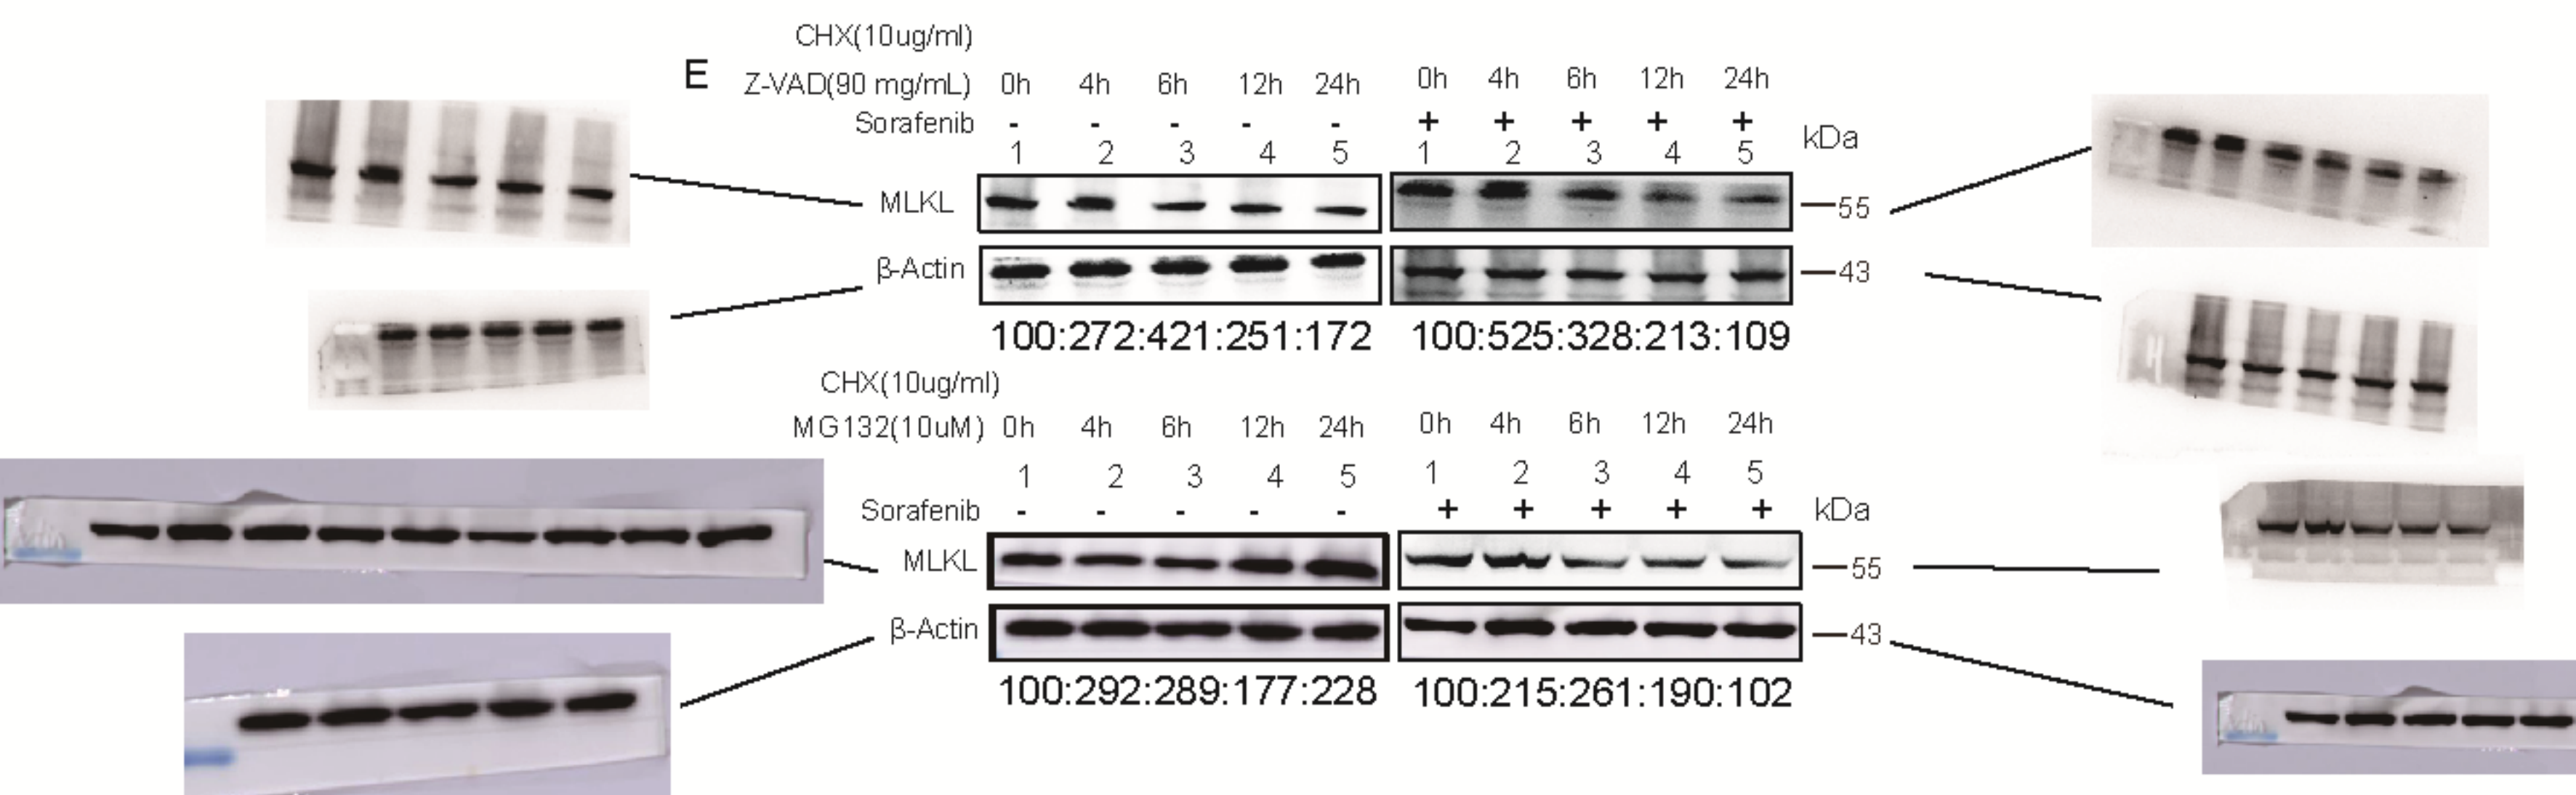 CHX(10ug/ml)
E Z-VAD(90 mg/mL) 0h 4h 6h 12h 24h 0h 4h 6h 12h 24h
Sorafenib - - - - - + + + + + kDa
1 2 3 4 5 1 2 3 4 5
MLKL 55
β-Actin 43
100:272:421:251:172 100:525:328:213:109
CHX(10ug/ml)
MG132(10uM) 0h 4h 6h 12h 24h 0h 4h 6h 12h 24h
1 2 3 4 5 1 2 3 4 5
Sorafenib - - - - - + + + + + kDa
MLKL 55
β-Actin 43
100:292:289:177:228 100:215:261:190:102